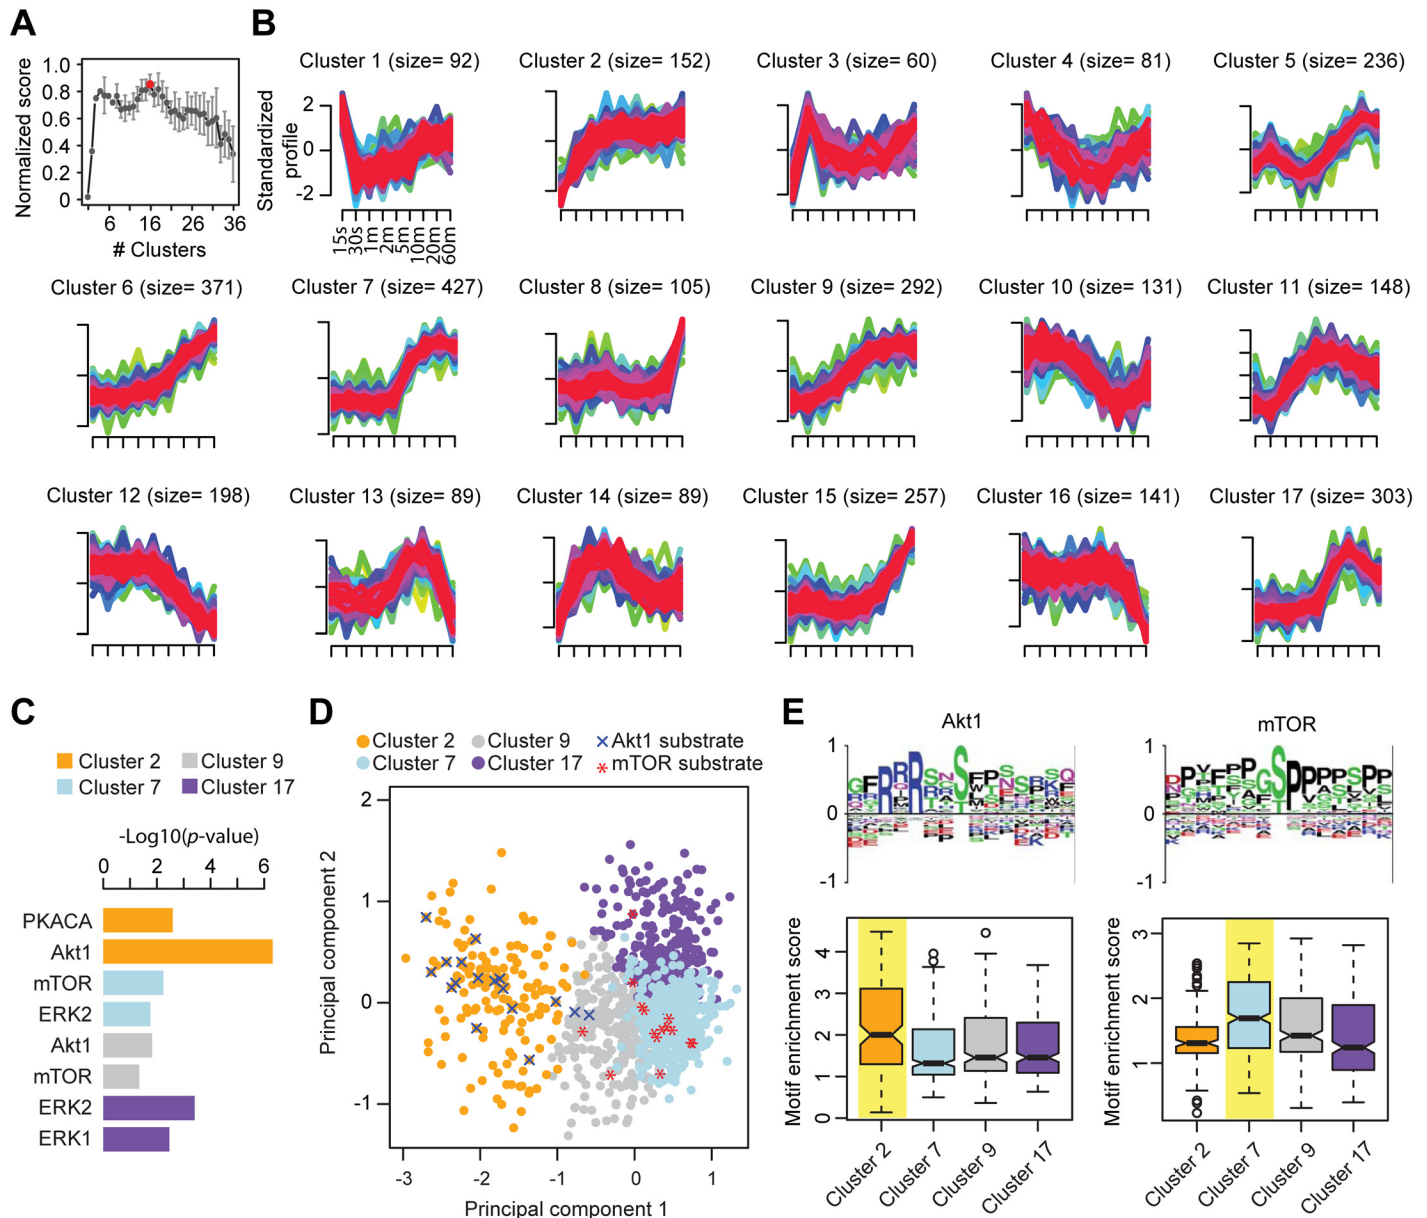 A
B
Normalized score
1.0
0.8
0.6
0.4
0.2
0
6
16
26
36
# Clusters
Cluster 1 (size= 92)
Cluster 2 (size= 152)
Cluster 3 (size= 60)
Cluster 4 (size= 81)
Cluster 5 (size= 236)
Standardized
profile
2
0
-2
15s
30s
1m
2m
5m
10m
20m
60m
Cluster 6 (size= 371)
Cluster 7 (size= 427)
Cluster 8 (size= 105)
Cluster 9 (size= 292)
Cluster 10 (size= 131)
Cluster 11 (size= 148)
Cluster 12 (size= 198)
Cluster 13 (size= 89)
Cluster 14 (size= 89)
Cluster 15 (size= 257)
Cluster 16 (size= 141)
Cluster 17 (size= 303)
C
Cluster 2
Cluster 9
Cluster 7
Cluster 17
-Log10(p-value)
0
2
4
6
PKACA
Akt1
mTOR
ERK2
Akt1
mTOR
ERK2
ERK1
D
Cluster 2
Cluster 9
Akt1 substrate
Cluster 7
Cluster 17
mTOR substrate
Principal component 2
2
1
0
-1
-3
-2
-1
0
1
Principal component 1
E
Akt1
mTOR
1
0
-1
1
0
-1
Motif enrichment score
4
3
2
1
0
Cluster 2
Cluster 7
Cluster 9
Cluster 17
Motif enrichment score
3
2
1
Cluster 2
Cluster 7
Cluster 9
Cluster 17